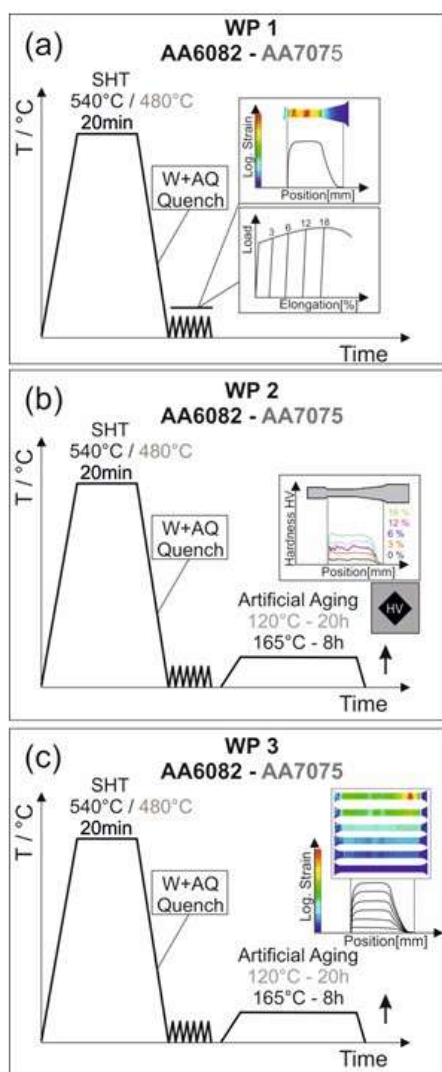 (a)
WP 1
AA6082 - AA7075
SHT
540°C / 480°C
20min
T / °C
W+AQ
Quench
Log. Strain
Position[mm]
Load
3
6
12
18
Elongation[%]
Time
(b)
WP 2
AA6082 - AA7075
SHT
540°C / 480°C
20min
T / °C
W+AQ
Quench
Hardness HV
12 %
6 %
3 %
0 %
Position[mm]
HV
Artificial Aging
120°C - 20h
165°C - 8h
Time
(c)
WP 3
AA6082 - AA7075
SHT
540°C / 480°C
20min
T / °C
W+AQ
Quench
Log. Strain
Position[mm]
Artificial Aging
120°C - 20h
165°C - 8h
Time